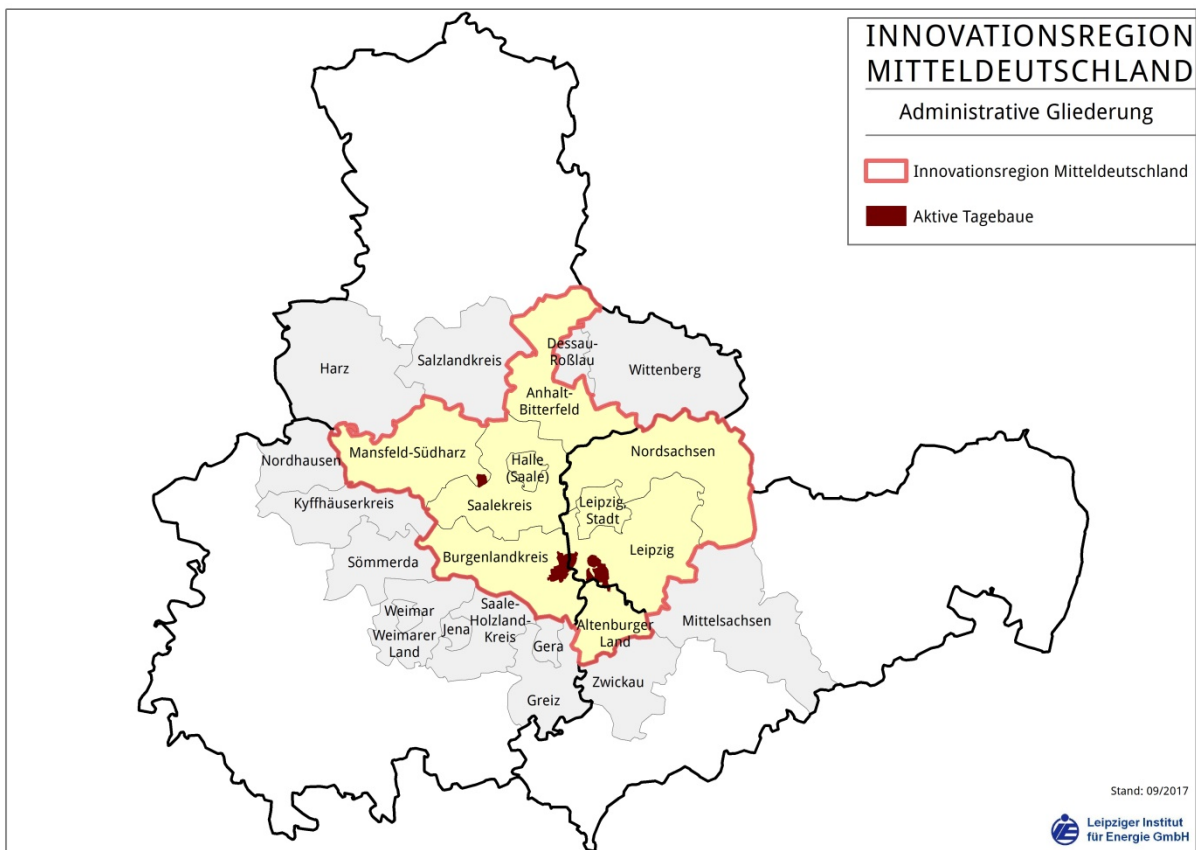 INNOVATIONSREGION
MITTELDEUTSCHLAND
Administrative Gliederung
Innovationsregion Mitteldeutschland
Aktive Tagebaue
Harz
Salzlandkreis
Dessau-
Roßlau
Wittenberg
Anhalt-
Bitterfeld
Nordhausen
Mansfeld-Südharz
Halle
(Saale)
Nordsachsen
Kyffhäuserkreis
Saalekreis
Leipzig,
Stadt
Sömmerda
Burgenlandkreis
Leipzig
Weimar
Weimarer
Land
Jena
Saale-
Holzland-
Kreis
Gera
Altenburger
Land
Mittelsachsen
Greiz
Zwickau
Stand: 09/2017
Leipziger Institut
für Energie GmbH